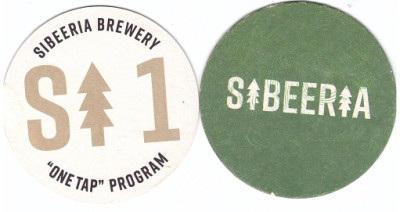 SIBEERIA BREWERY
S 1
"ONE TAP" PROGRAM
SIBEERIA